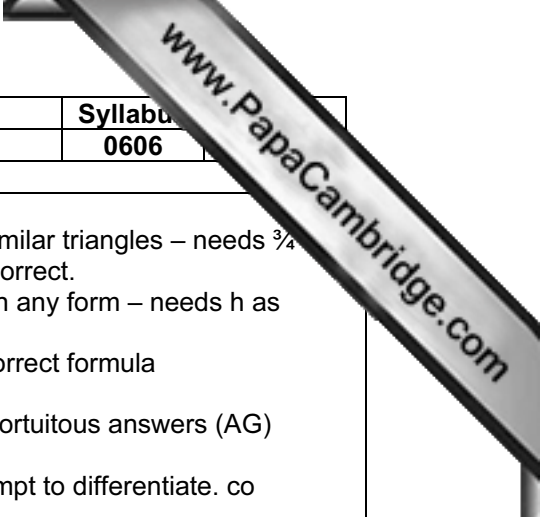 www.PapaCambridge.com
Syllabu
0606
milar triangles – needs ¾
orrect.
n any form – needs h as
orrect formula
ortuitous answers (AG)
mpt to differentiate. co